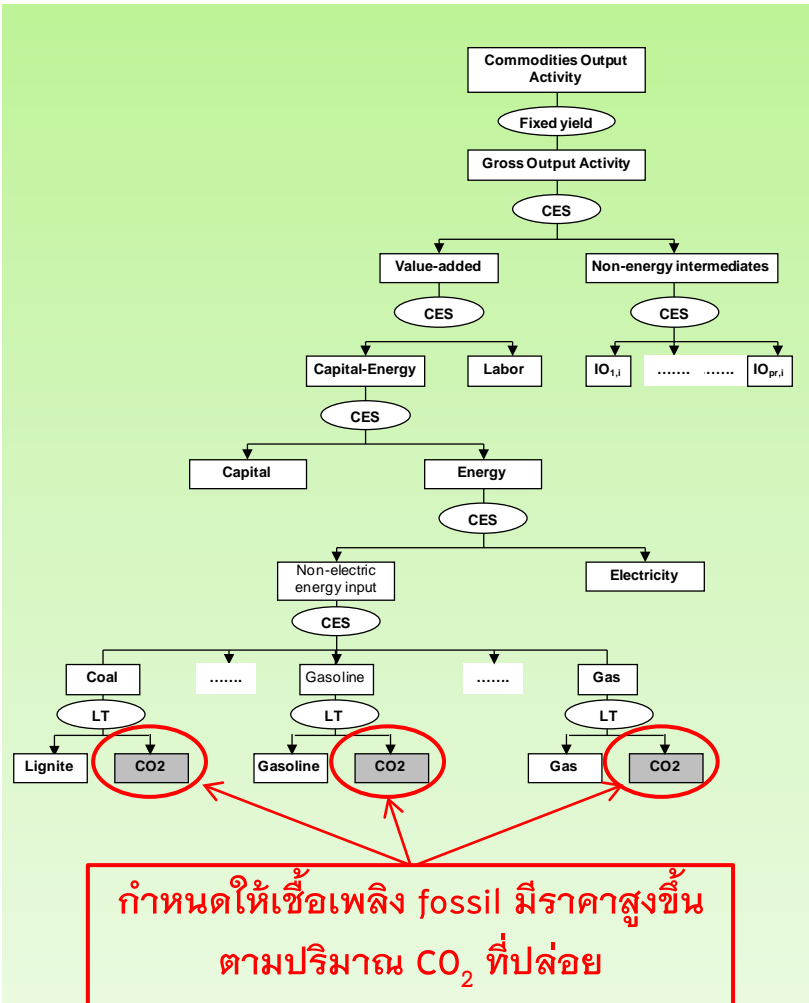 Commodities Output
Activity
Fixed yield
Gross Output Activity
CES
Value-added
Non-energy intermediates
CES
CES
Capital-Energy
Labor
IO1,i
....... .......
IOpr,i
CES
Capital
Energy
CES
Non-electric
energy input
Electricity
CES
Coal
.......
Gasoline
.......
Gas
LT
LT
LT
Lignite
CO2
Gasoline
CO2
Gas
CO2
กำหนดให้เชื้อเพลิง fossil มีราคาสูงขึ้น
ตามปริมาณ CO2 ที่ปล่อย